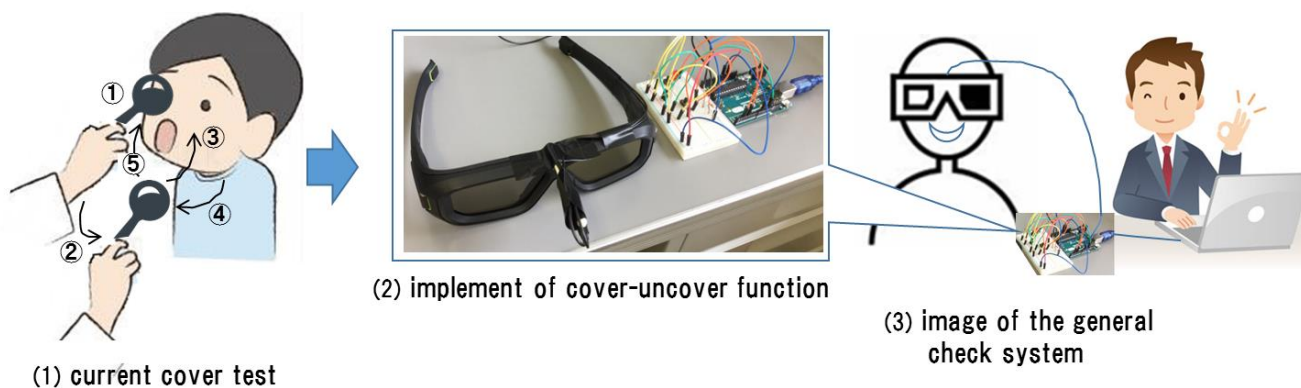 ①
③
⑤
④
②
(1) current cover test
(2) implement of cover-uncover function
(3) image of the general
check system